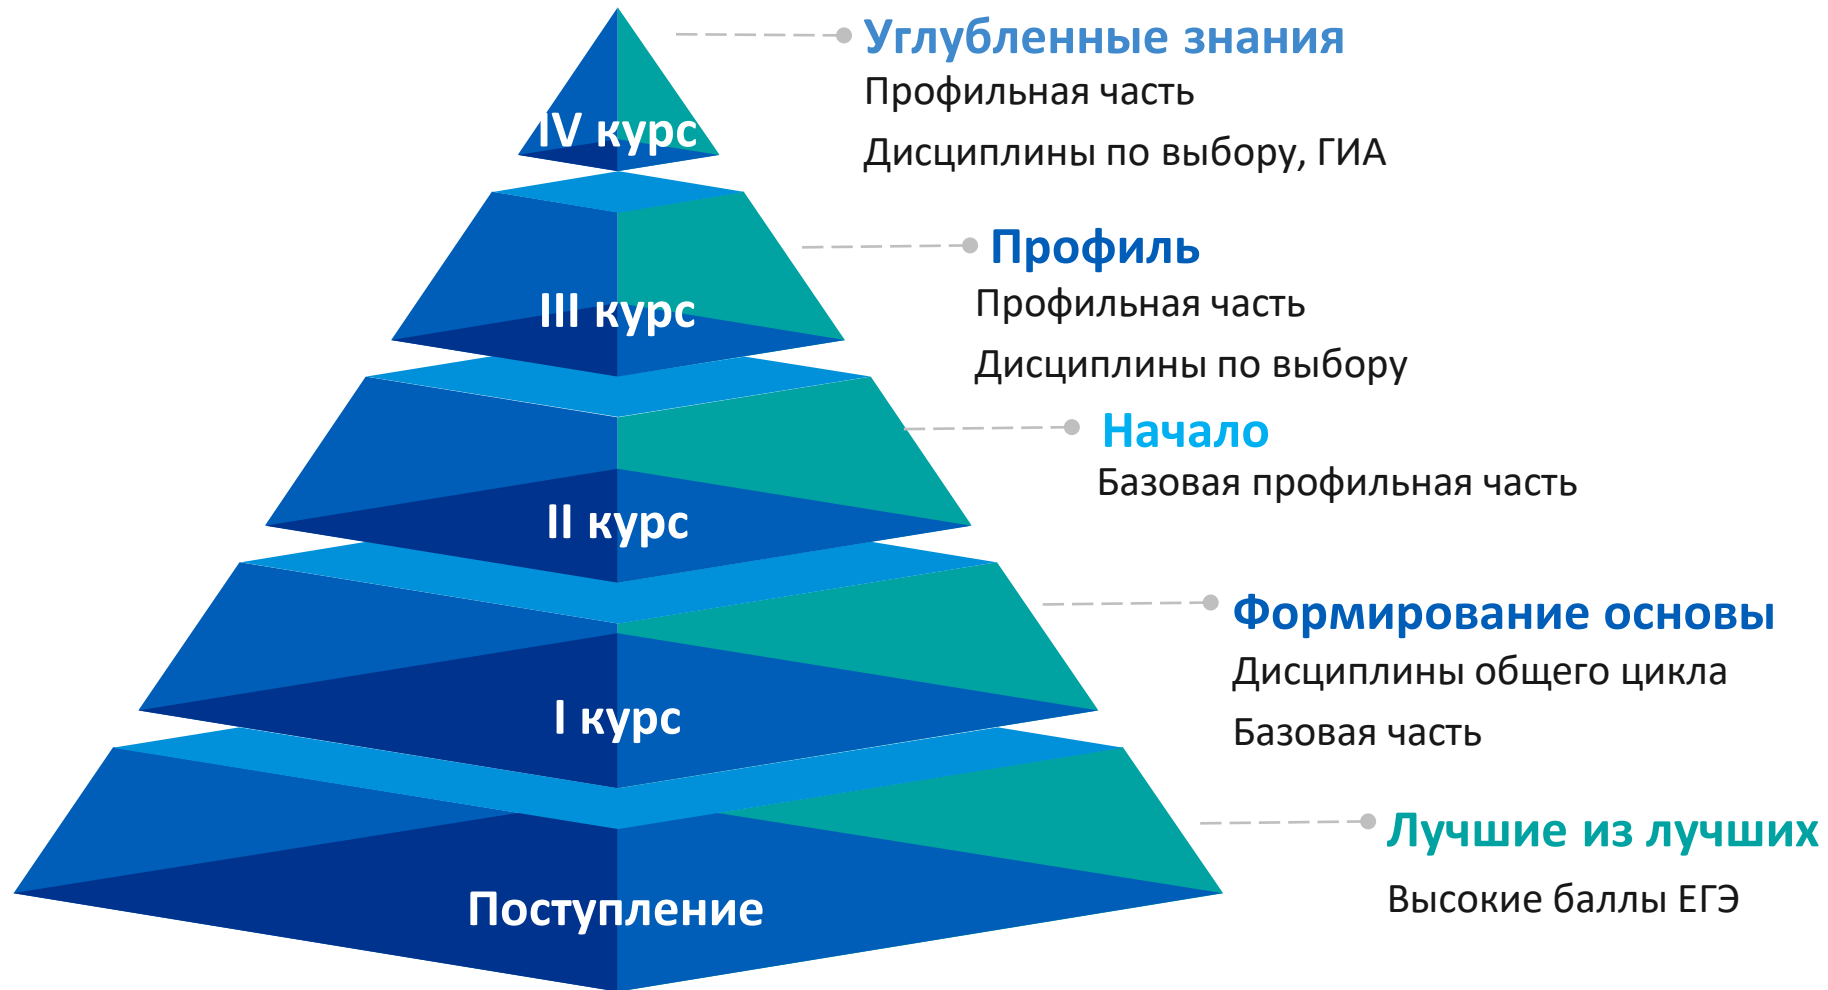 Углубленные знания
Профильная часть
IV курс
Дисциплины по выбору, ГИА
Профиль
Профильная часть
III курс
Дисциплины по выбору
Начало
Базовая профильная часть
II курс
Формирование основы
Дисциплины общего цикла
I курс
Базовая часть
Лучшие из лучших
Высокие баллы ЕГЭ
Поступление